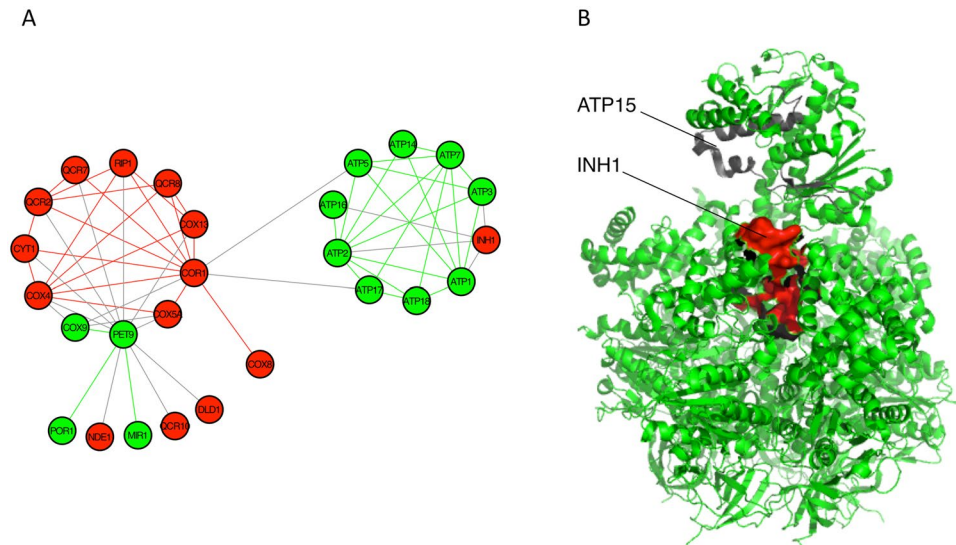 A
B
ATP15
INH1
ATP14
ATP5
ATP7
RIP1
QCR7
QCR8
ATP3
QCR2
ATP16
COX13
CYT1
INH1
ATP2
COR1
ATP1
COX4
ATP17
ATP18
COX5A
COX9
PET9
COX8
DLD1
POR1
NDE1
MIR1
QCR10